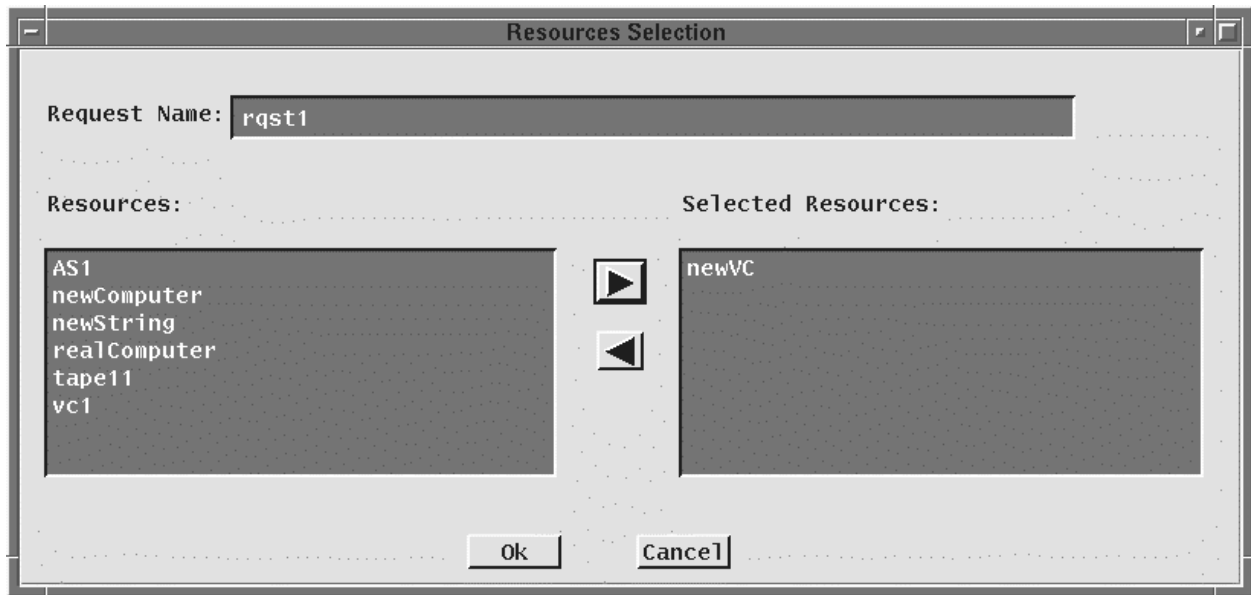 Resources Selection
Request Name: rqst1
Resources:
Selected Resources:
AS1
newComputer
newString
realComputer
tape11
vc1
newVC
Ok
Cancel